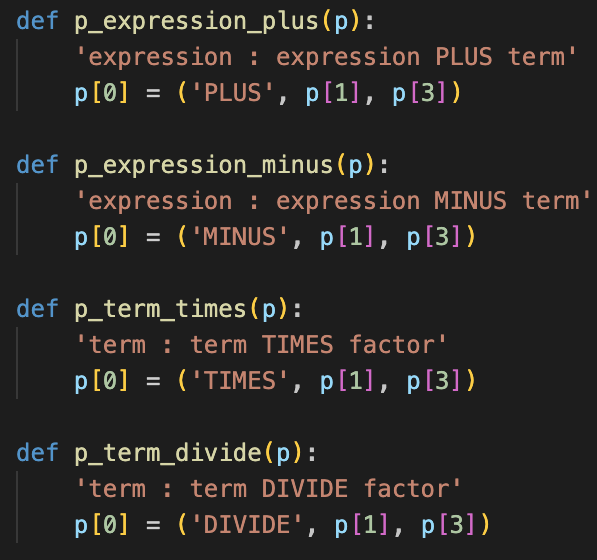 def p_expression_plus(p):
    'expression : expression PLUS term'
    p[0] = ('PLUS', p[1], p[3])

def p_expression_minus(p):
    'expression : expression MINUS term'
    p[0] = ('MINUS', p[1], p[3])

def p_term_times(p):
    'term : term TIMES factor'
    p[0] = ('TIMES', p[1], p[3])

def p_term_divide(p):
    'term : term DIVIDE factor'
    p[0] = ('DIVIDE', p[1], p[3])